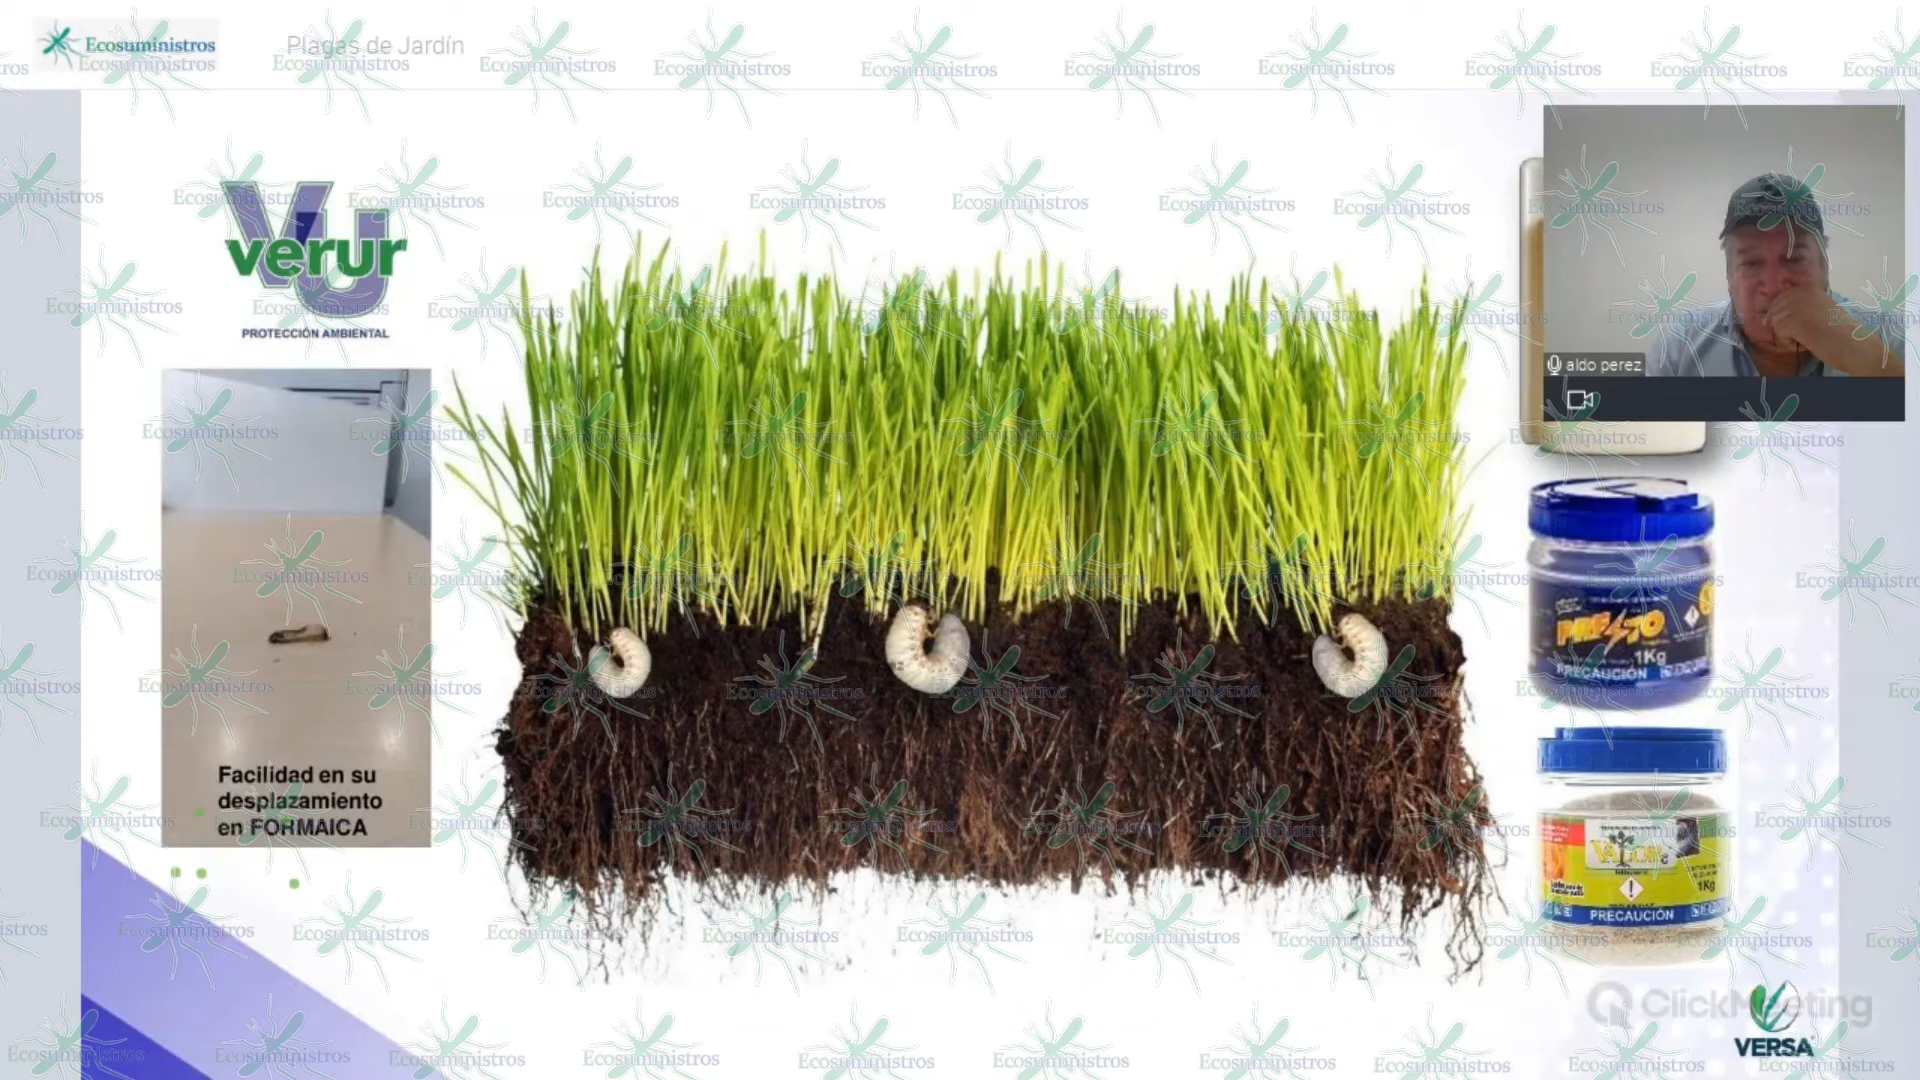 Ecosuministros
Plagas de Jardín
VU
verur
PROTECCIÓN AMBIENTAL
aldo perez
Facilidad en su
desplazamiento
en FORMAICA
PRESTO
1Kg
PRECAUCIÓN
1Kg
PRECAUCIÓN
ClickMeeting
VERSA